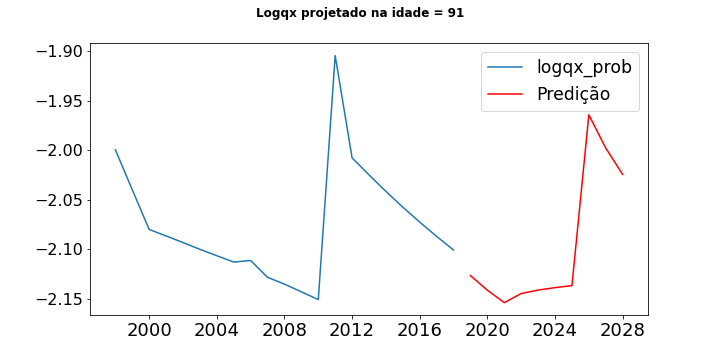 Logqx projetado na idade = 91
−1.90
−1.95
−2.00
−2.05
−2.10
−2.15
logqx_prob
Predição
2000 2004 2008 2012 2016 2020 2024 2028